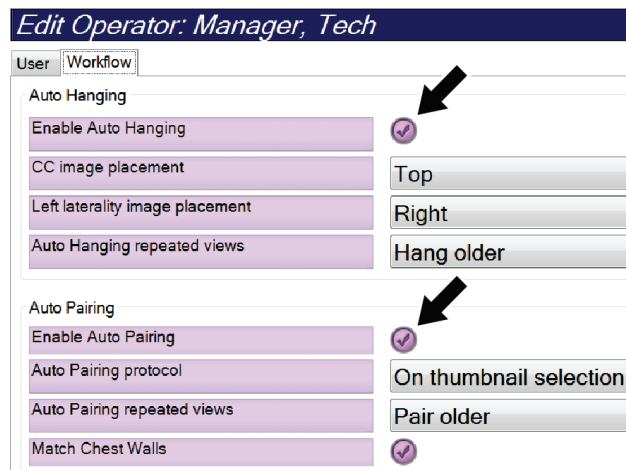 Edit Operator: Manager, Tech
User Workflow
Auto Hanging
Enable Auto Hanging
CC image placement Top
Left laterality image placement Right
Auto Hanging repeated views Hang older
Auto Pairing
Enable Auto Pairing
Auto Pairing protocol On thumbnail selection
Auto Pairing repeated views Pair older
Match Chest Walls